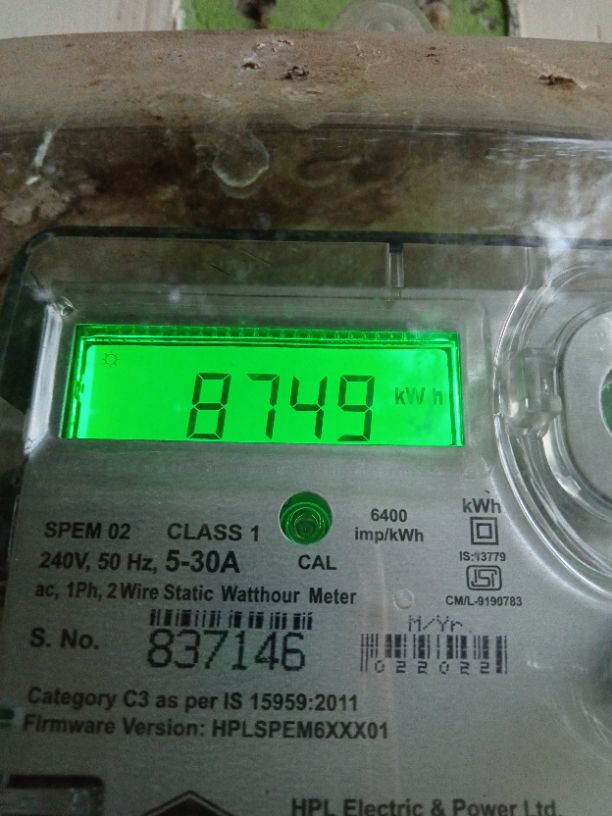 8749 kWh
SPEM 02 CLASS 1
240V, 50 Hz, 5-30A
CAL
6400
imp/kWh
kWh
IS:13779
ISI
CM/L-9190783
ac, 1Ph, 2 Wire Static Watthour Meter
S. No. 837146
M/Yr
022022
Category C3 as per IS 15959:2011
Firmware Version: HPLSPEM6XXX01
HPL Electric & Power Ltd.